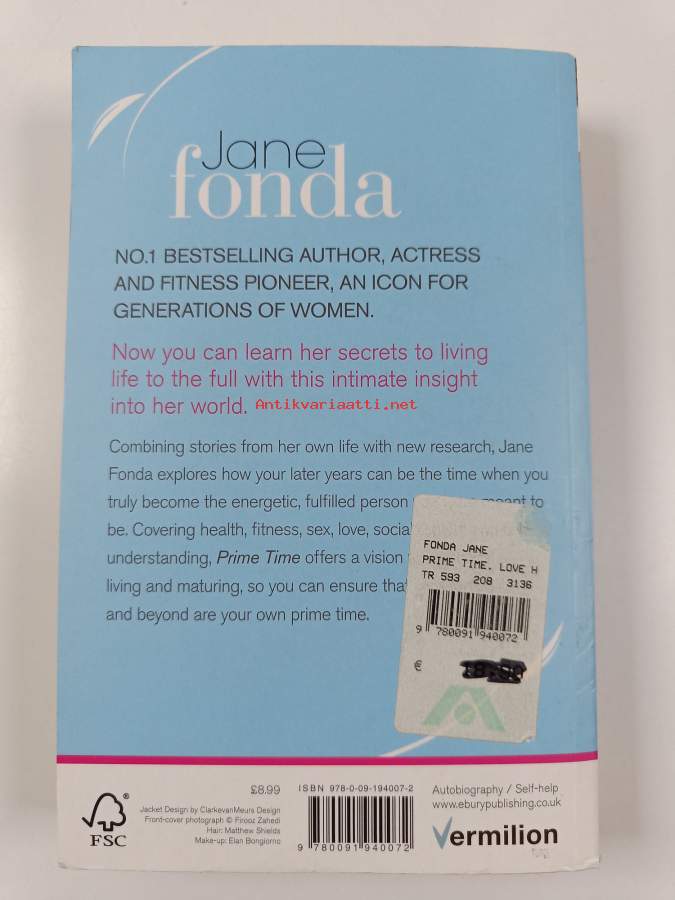 Jane
fonda
NO.1 BESTSELLING AUTHOR, ACTRESS
AND FITNESS PIONEER, AN ICON FOR
GENERATIONS OF WOMEN.
Now you can learn her secrets to living
life to the full with this intimate insight
into her world.
Antikvariaatti.net
Combining stories from her own life with new research, Jane
Fonda explores how your later years can be the time when you
truly become the energetic, fulfilled person meant to
be. Covering health, fitness, sex, love, social
understanding, Prime Time offers a vision
living and maturing, so you can ensure that
and beyond are your own prime time.
FONDA JANE
PRIME TIME. LOVE H
TR 593 208 3136
9 780091 940072
€
£8.99
ISBN 978-0-09-194007-2
9 780091 940072
Autobiography / Self-help
www.eburypublishing.co.uk
Vermilion
®
FSC
Jacket Design by ClarkevanMeurs Design
Front-cover photograph © Firooz Zahedi
Hair: Matthew Shields
Make-up: Elan Bongiorno